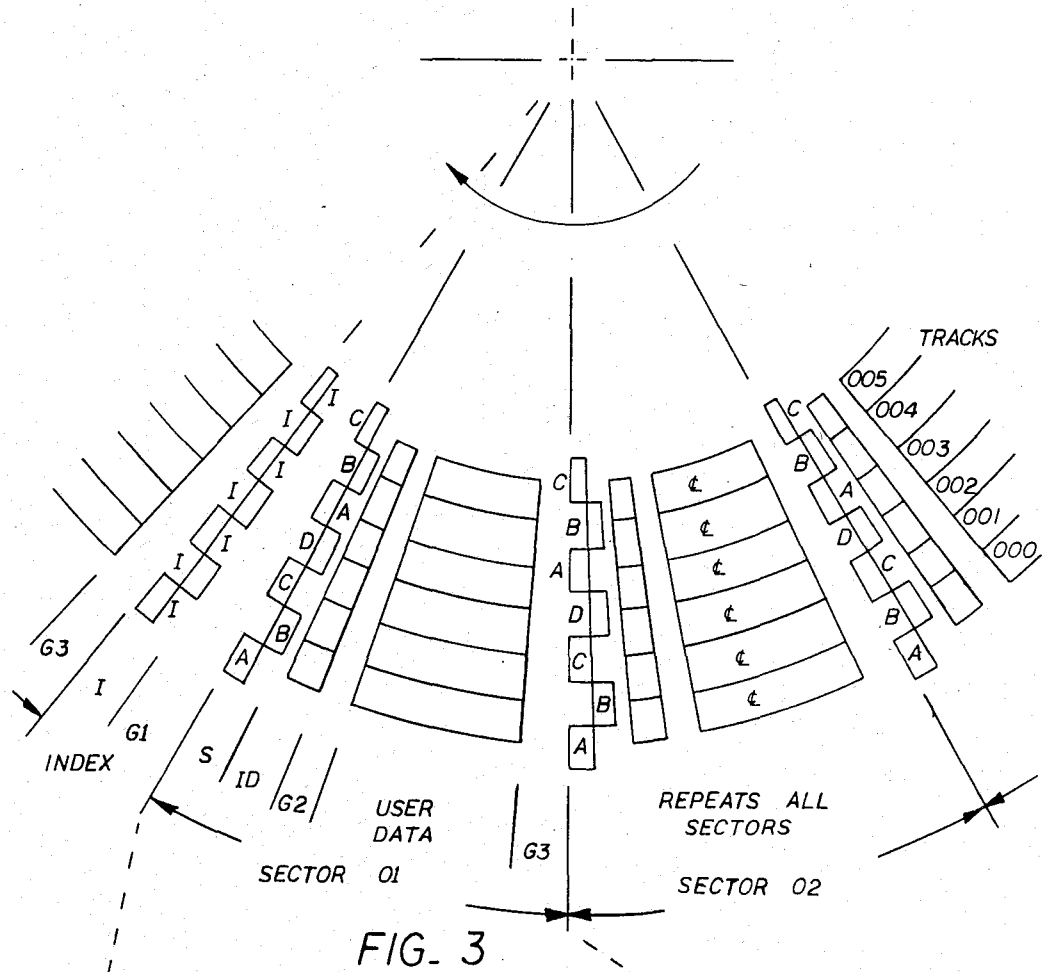 TRACKS
005
004
003
002
001
000
I
I
I
I
I
I
I
I
C
B
A
D
C
B
A
C
B
A
D
C
B
A
C
B
A
D
C
B
A
℄
℄
℄
℄
℄
℄
G3
I
G1
INDEX
S
ID
G2
USER
DATA
G3
REPEATS ALL
SECTORS
SECTOR 01
SECTOR 02
FIG_ 3